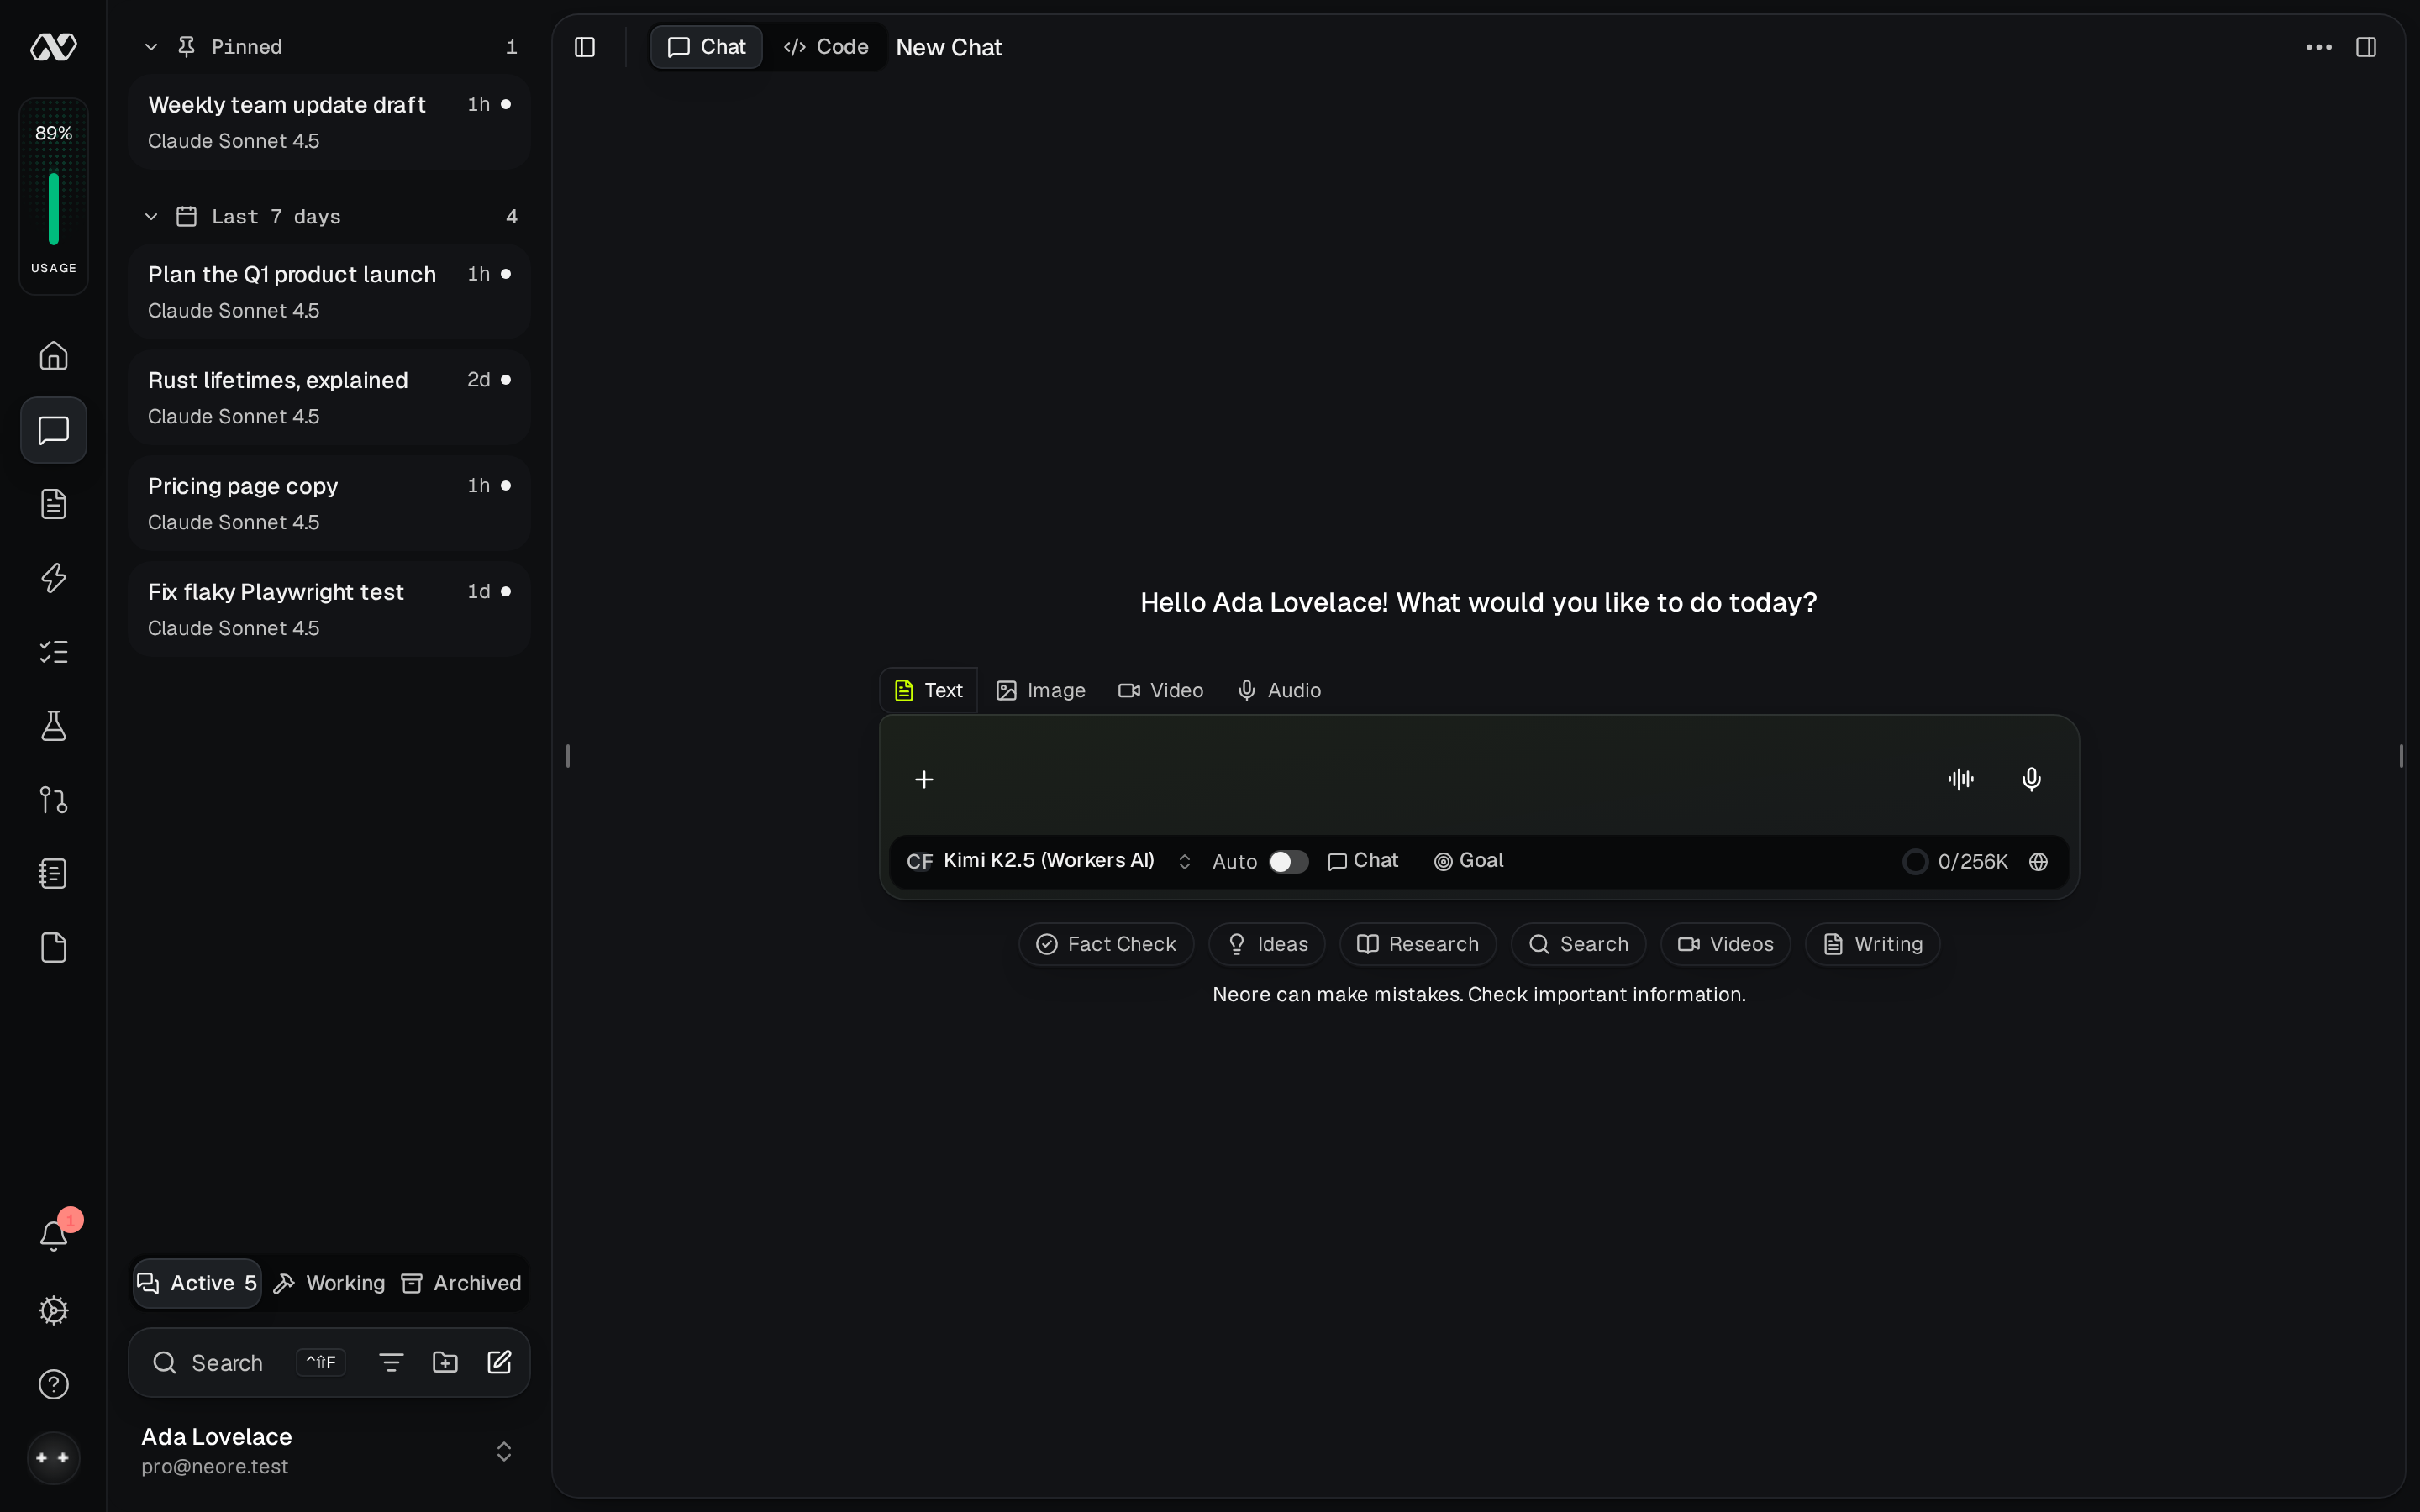 89%
USAGE
Pinned 1
Weekly team update draft 1h
Claude Sonnet 4.5
Last 7 days 4
Plan the Q1 product launch 1h
Claude Sonnet 4.5
Rust lifetimes, explained 2d
Claude Sonnet 4.5
Pricing page copy 1h
Claude Sonnet 4.5
Fix flaky Playwright test 1d
Claude Sonnet 4.5
1
Active 5 Working Archived
Search ^⇧F
Ada Lovelace
pro@neore.test
Chat Code New Chat
Hello Ada Lovelace! What would you like to do today?
Text Image Video Audio
CF Kimi K2.5 (Workers AI) Auto Chat Goal 0/256K
Fact Check Ideas Research Search Videos Writing
Neore can make mistakes. Check important information.